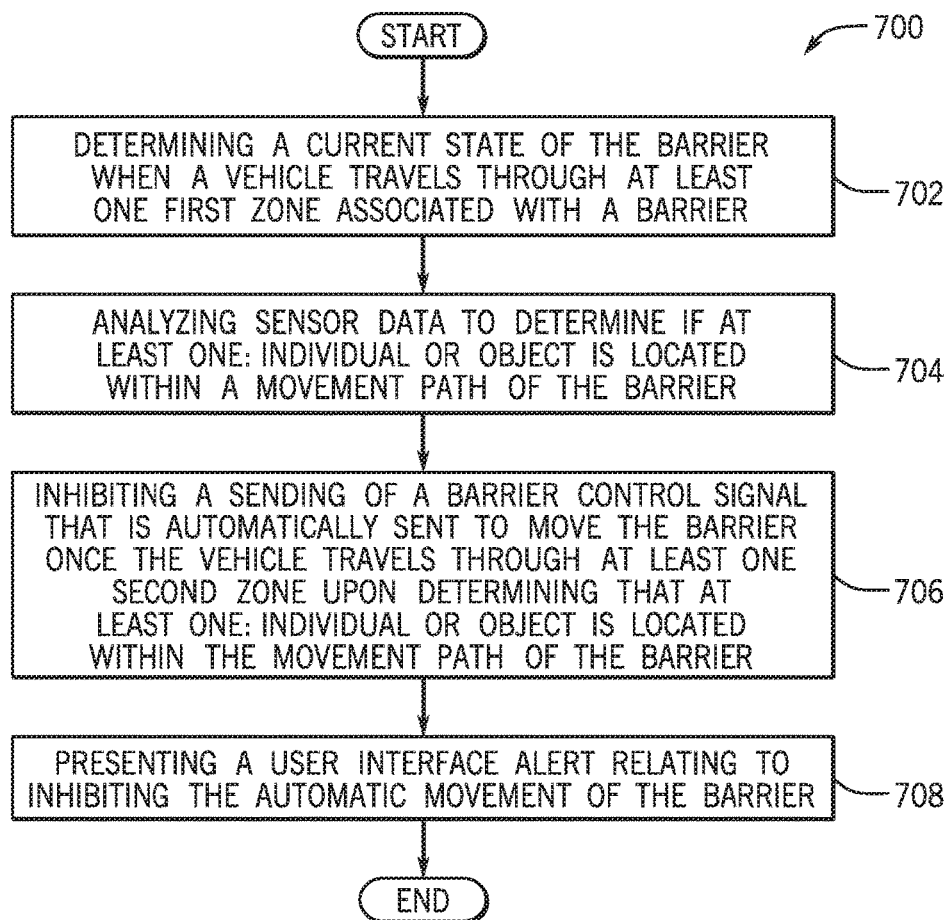 START
700
DETERMINING A CURRENT STATE OF THE BARRIER
WHEN A VEHICLE TRAVELS THROUGH AT LEAST
ONE FIRST ZONE ASSOCIATED WITH A BARRIER
702
ANALYZING SENSOR DATA TO DETERMINE IF AT
LEAST ONE: INDIVIDUAL OR OBJECT IS LOCATED
WITHIN A MOVEMENT PATH OF THE BARRIER
704
INHIBITING A SENDING OF A BARRIER CONTROL SIGNAL
THAT IS AUTOMATICALLY SENT TO MOVE THE BARRIER
ONCE THE VEHICLE TRAVELS THROUGH AT LEAST ONE
SECOND ZONE UPON DETERMINING THAT AT
LEAST ONE: INDIVIDUAL OR OBJECT IS LOCATED
WITHIN THE MOVEMENT PATH OF THE BARRIER
706
PRESENTING A USER INTERFACE ALERT RELATING TO
INHIBITING THE AUTOMATIC MOVEMENT OF THE BARRIER
708
END